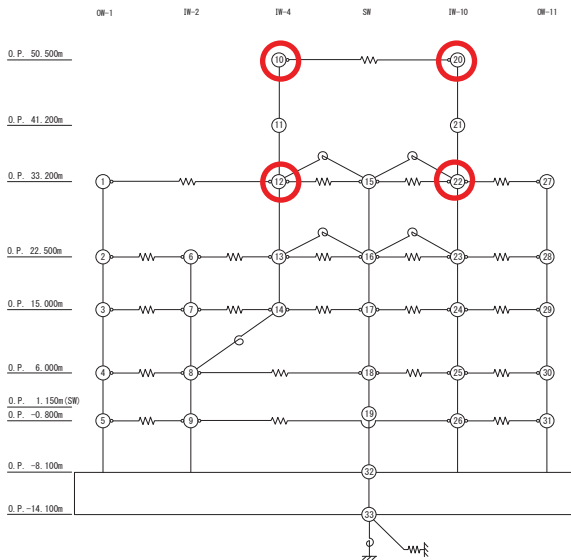 OW-1 IW-2 IW-4 SW IW-10 OW-11
O.P. 50.500m 10 20
O.P. 41.200m 11 21
O.P. 33.200m 1 12 15 22 27
O.P. 22.500m 2 6 13 16 23 28
O.P. 15.000m 3 7 14 17 24 29
O.P. 6.000m 4 8 18 25 30
O.P. 1.150m(SW) 19
O.P. -0.800m 5 9 26 31
O.P. -8.100m 32
O.P.-14.100m 33